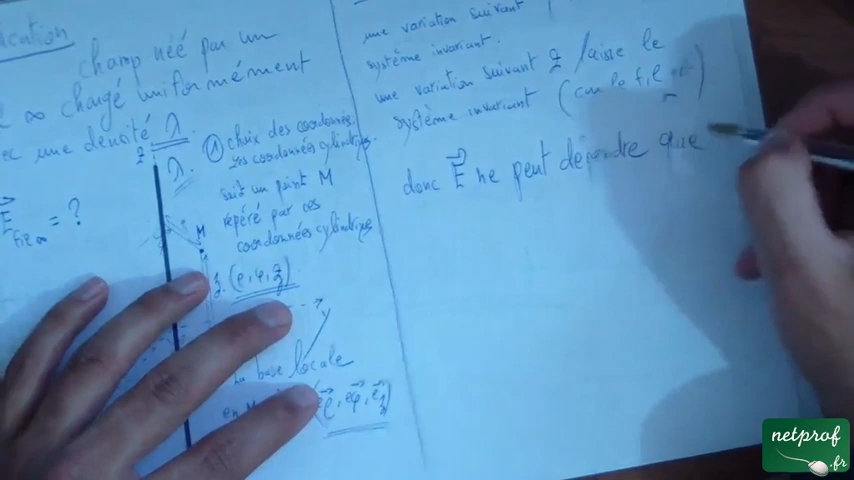 champ né par un
∞ chargé uniformément
une densité λ
z
λ
E⃗ fil ∞ = ?
M
① choix des coordonnées.
les coordonnées cylindriques
soit un point M
repéré par ces
coordonnées cylindriques
(ρ, φ, z)
la base locale
en
e⃗ρ, e⃗φ, e⃗z)
une variation suivant
système invariant.
une variation suivant z laisse le
système invariant (car le fil
donc E⃗ ne peut dépendre que
netprof
.fr